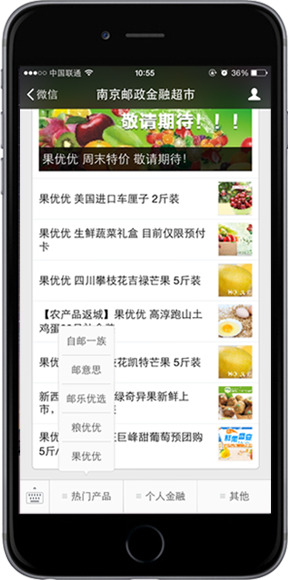 中国联通 10:55 36%
微信 南京邮政金融超市
敬请期待！！！
果优优 周末特价 敬请期待！
果优优 美国进口车厘子 2斤装
果优优 生鲜蔬菜礼盒 目前仅限预付
卡
果优优 四川攀枝花吉禄芒果 5斤装
【农产品返城】果优优 高淳跑山土
鸡蛋
花凯特芒果 5斤装
新西 绿奇异果新鲜上
市，
果优 巨峰甜葡萄预团购
5斤/
自邮一族
邮意思
邮乐优选
粮优优
果优优
热门产品 个人金融 其他